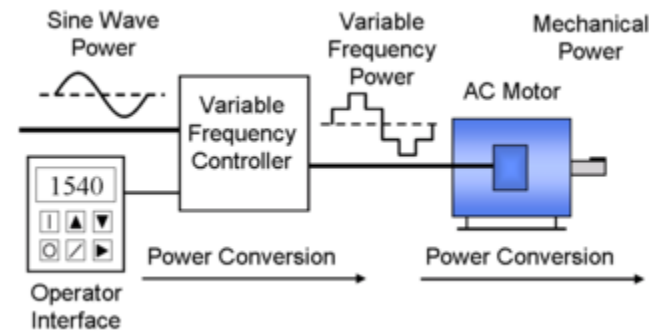 Sine Wave
Power
Variable
Frequency
Power
Mechanical
Power
AC Motor
Variable
Frequency
Controller
1540
Power Conversion
Power Conversion
Operator
Interface